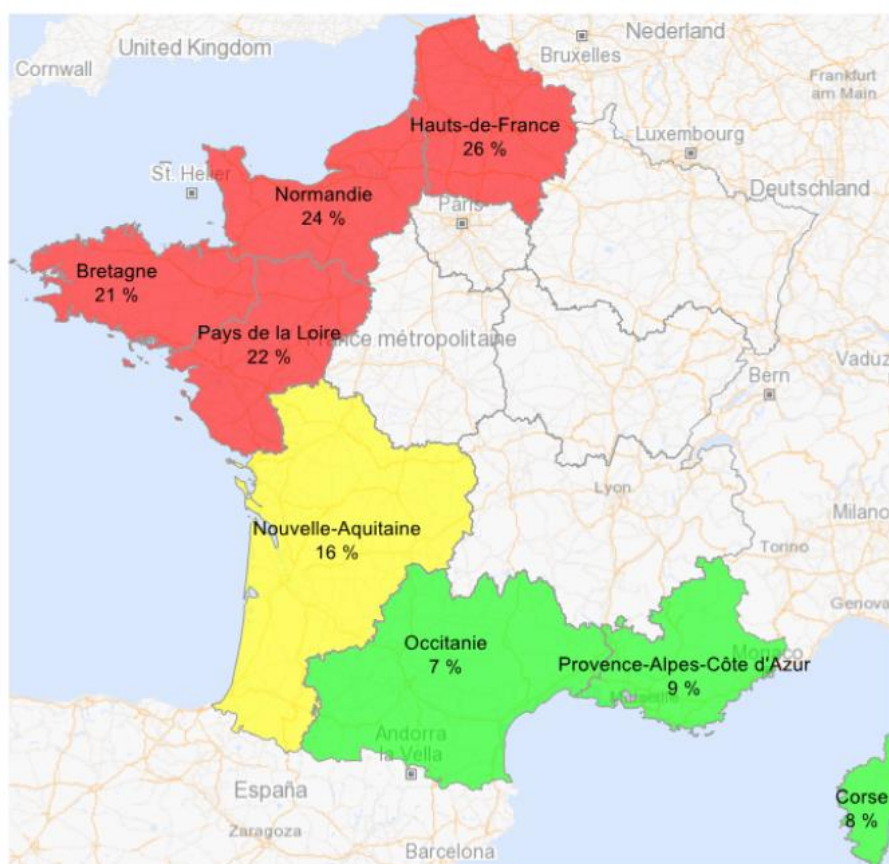 Nederland
United Kingdom
Bruxelles
Cornwall
Frankfurt
am Main
Hauts-de-France
26 %
Luxembourg
St. Helier
Deutschland
Normandie
24 %
Paris
Bretagne
21 %
Pays de la Loire
22 %
rance métropolitaine
Vaduz
Bern
Lyon
Milano
Nouvelle-Aquitaine
16 %
Torino
Genova
Occitanie
7 %
Monaco
Provence-Alpes-Côte d'Azur
9 %
Marseille
Andorra
la Vella
España
Corse
8 %
Zaragoza
Barcelona